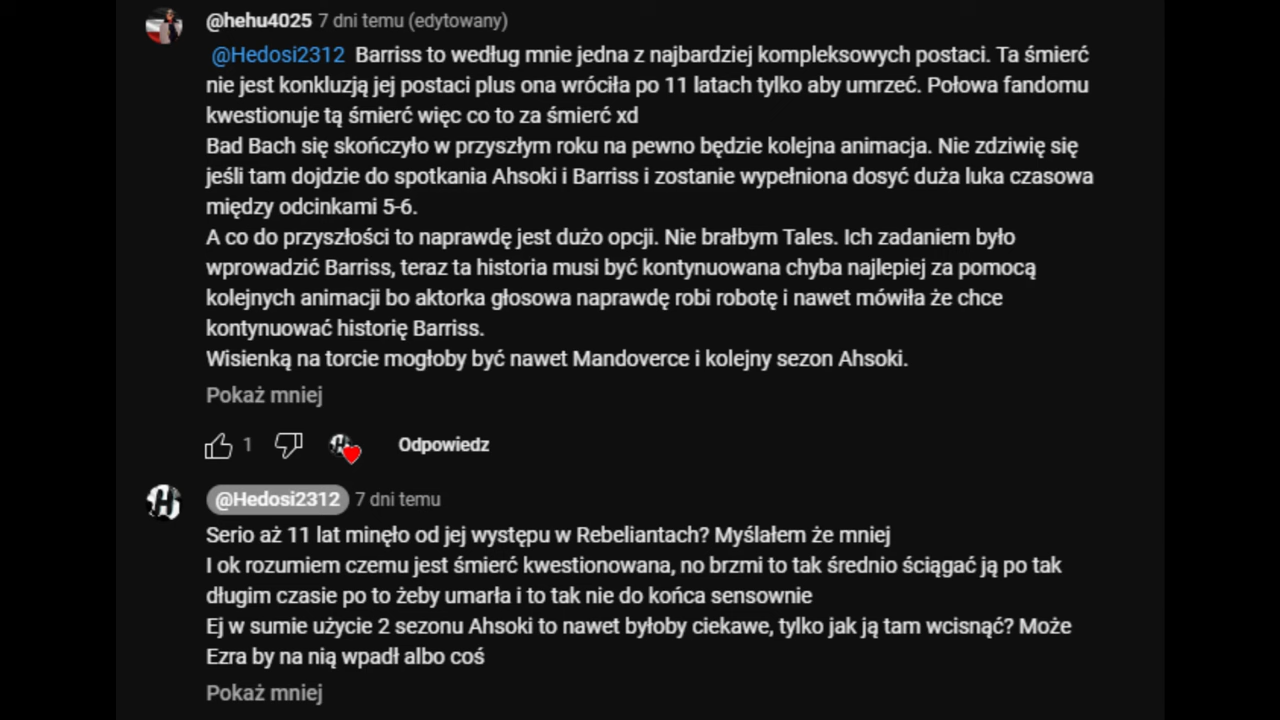 @hehu4025 7 dni temu (edytowany)
@Hedosi2312 Barriss to według mnie jedna z najbardziej kompleksowych postaci. Ta śmierć
nie jest konkluzją jej postaci plus ona wróciła po 11 latach tylko aby umrzeć. Połowa fandomu
kwestionuje tą śmierć więc co to za śmierć xd
Bad Bach się skończyło w przyszłym roku na pewno będzie kolejna animacja. Nie zdziwię się
jeśli tam dojdzie do spotkania Ahsoki i Barriss i zostanie wypełniona dosyć duża luka czasowa
między odcinkami 5-6.
A co do przyszłości to naprawdę jest dużo opcji. Nie brałbym Tales. Ich zadaniem było
wprowadzić Barriss, teraz ta historia musi być kontynuowana chyba najlepiej za pomocą
kolejnych animacji bo aktorka głosowa naprawdę robi robotę i nawet mówiła że chce
kontynuować historię Barriss.
Wisienką na torcie mogłoby być nawet Mandoverce i kolejny sezon Ahsoki.
Pokaż mniej
1 Odpowiedz
@Hedosi2312 7 dni temu
Serio aż 11 lat minęło od jej występu w Rebeliantach? Myślałem że mniej
I ok rozumiem czemu jest śmierć kwestionowana, no brzmi to tak średnio ściągać ją po tak
długim czasie po to żeby umarła i to tak nie do końca sensownie
Ej w sumie użycie 2 sezonu Ahsoki to nawet byłoby ciekawe, tylko jak ją tam wcisnąć? Może
Ezra by na nią wpadł albo coś
Pokaż mniej